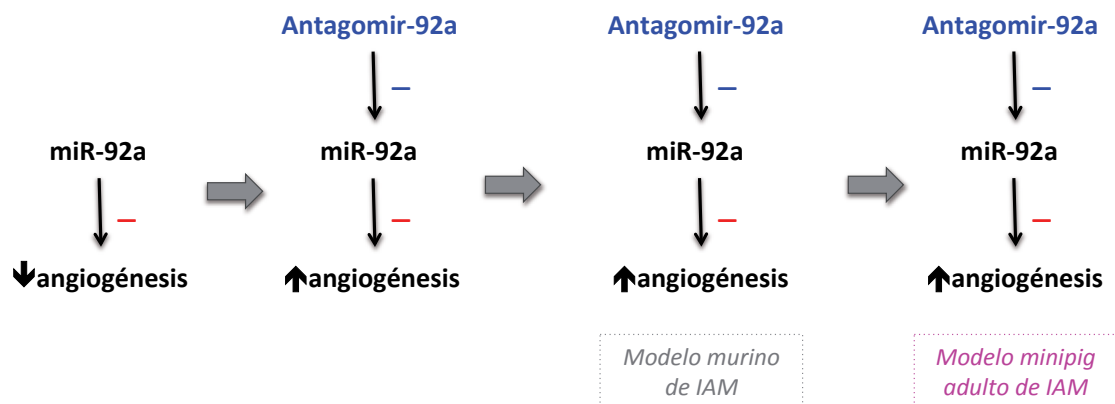 Antagomir-92a Antagomir-92a Antagomir-92a
– – –
miR-92a miR-92a miR-92a miR-92a
– – – –
🡻angiogénesis 🡹angiogénesis 🡹angiogénesis 🡹angiogénesis
Modelo murino
de IAM
Modelo minipig
adulto de IAM